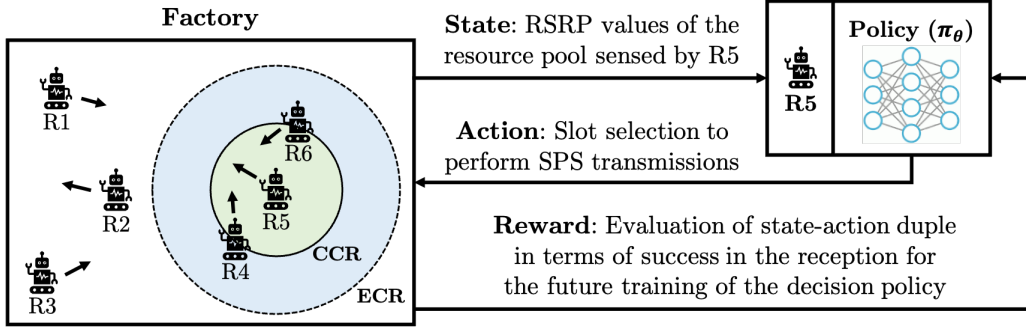 Factory
R1
R2
R3
R6
R5
R4
CCR
ECR
State: RSRP values of the
resource pool sensed by R5
Action: Slot selection to
perform SPS transmissions
Reward: Evaluation of state-action duple
in terms of success in the reception for
the future training of the decision policy
R5
Policy (πθ)